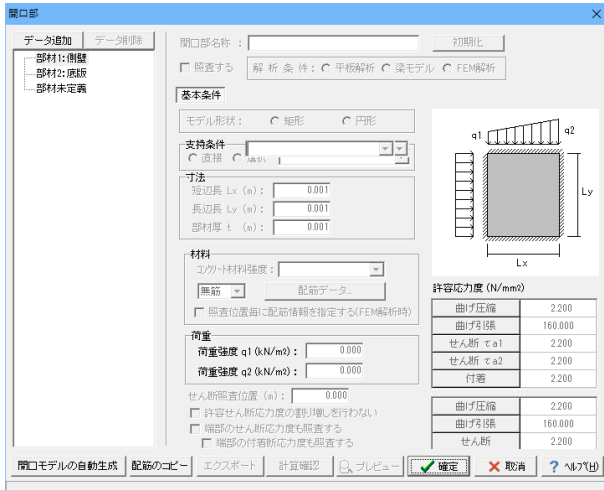 開口部
データ追加 データ削除
部材1:側壁
部材2:底版
部材未定義
開口部名称 : 初期化
照査する 解 析 条 件: 平板解析 梁モデル FEM解析
基本条件
モデル形状: 矩形 円形
支持条件
直接
寸法
短辺長 Lx (m): 0.001
長辺長 Ly (m): 0.001
部材厚 t (m): 0.001
材料
コンクリート材料強度:
無筋 配筋データ...
照査位置毎に配筋情報を指定する(FEM解析時)
荷重
荷重強度 q1 (kN/m2): 0.000
荷重強度 q2 (kN/m2): 0.000
せん断照査位置 (m): 0.000
許容せん断応力度の割り増しを行わない
端部のせん断応力度も照査する
端部の付着断応力度も照査する
q1 q2
Ly
Lx
許容応力度 (N/mm2)
曲げ圧縮 2.200
曲げ引張 160.000
せん断 τa1 2.200
せん断 τa2 2.200
付着 2.200
曲げ圧縮 2.200
曲げ引張 160.000
せん断 2.200
開口モデルの自動生成 配筋のコピー エクスポート 計算確認 プレビュー 確定 取消 ? ヘルプ(H)